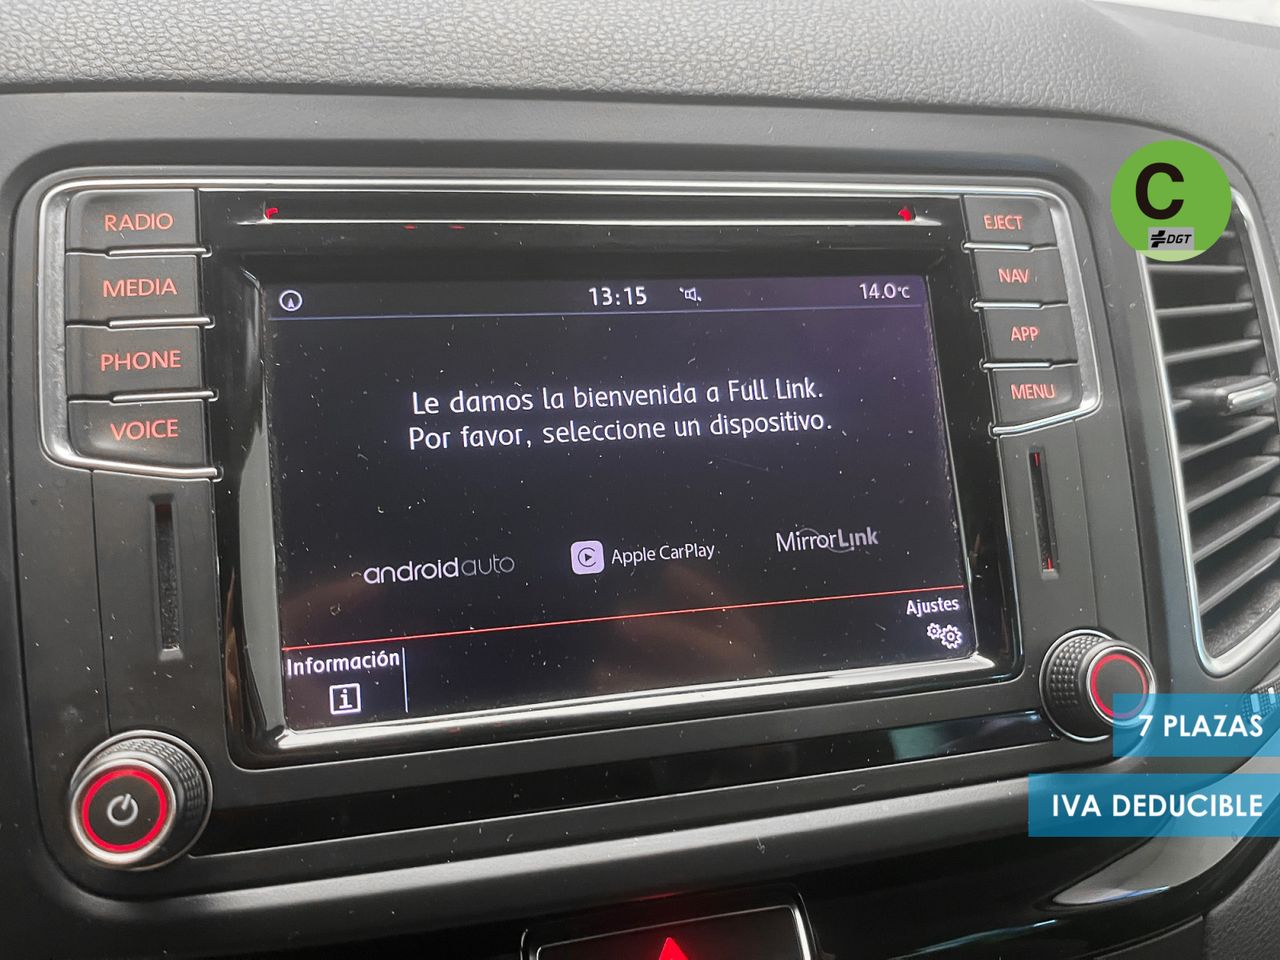 RADIO
MEDIA
PHONE
VOICE
EJECT
NAV
APP
MENU
13:15
14.0°C
Le damos la bienvenida a Full Link.
Por favor, seleccione un dispositivo.
androidauto
Apple CarPlay
MirrorLink
Información
i
Ajustes
C
DGT
7 PLAZAS
IVA DEDUCIBLE